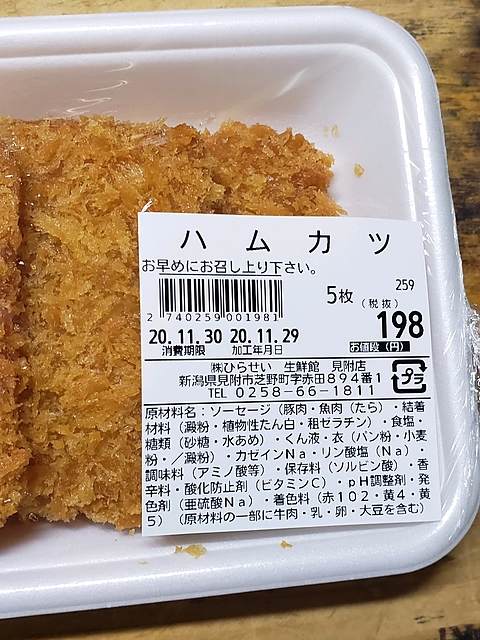 ハムカツ
お早めにお召し上り下さい。
259
5枚 (税抜)
2 740259 001981
198
20.11.30 20.11.29
消費期限 加工年月日 お値段(円)
㈱ひらせい 生鮮館 見附店
新潟県見附市芝野町字赤田894番1
TEL 0258-66-1811
プラ
原材料名:ソーセージ(豚肉・魚肉(たら)・結着
材料(澱粉・植物性たん白・粗ゼラチン)・食塩・
糖類(砂糖・水あめ)・くん液・衣(パン粉・小麦
粉・/澱粉)・カゼインNa・リン酸塩(Na)・
調味料(アミノ酸等)・保存料(ソルビン酸)・香
辛料・酸化防止剤(ビタミンC)・pH調整剤・発
色剤(亜硫酸Na)・着色料(赤102・黄4・黄
5)(原材料の一部に牛肉・乳・卵・大豆を含む)